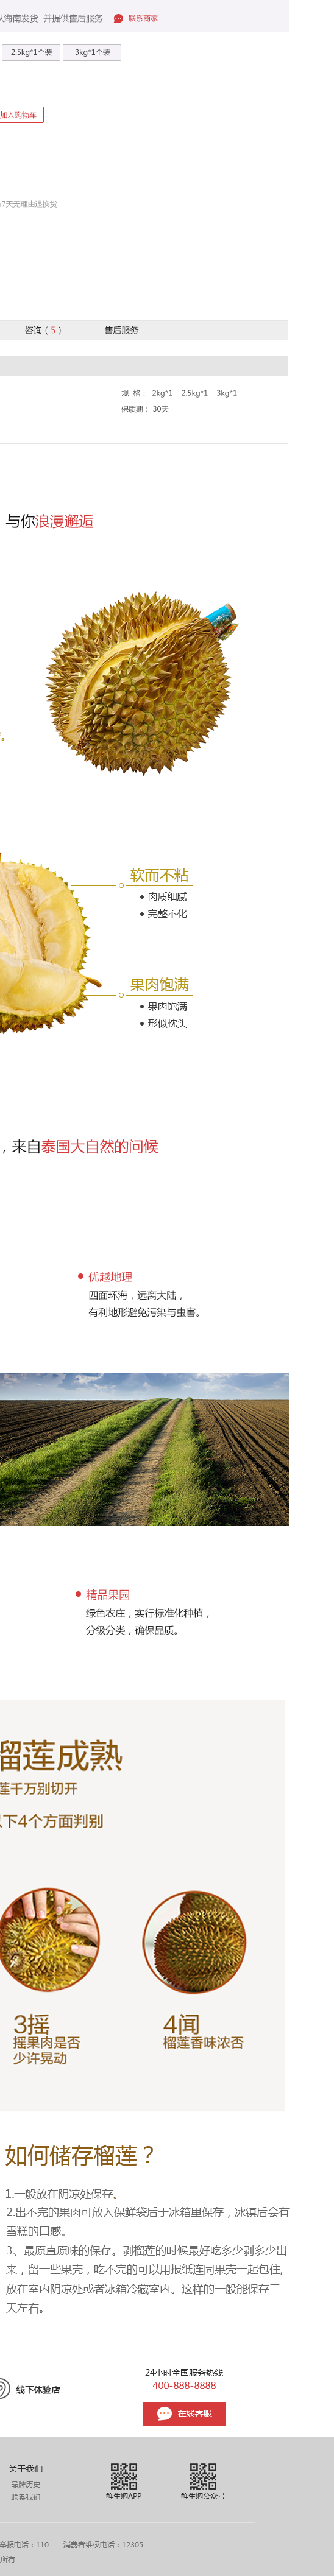 从海南发货 并提供售后服务 联系商家
2.5kg*1个装 3kg*1个装
加入购物车
7天无理由退换货
咨询（5） 售后服务
规 格： 2kg*1 2.5kg*1 3kg*1
保质期： 30天
与你浪漫邂逅
软而不粘
肉质细腻
完整不化
果肉饱满
果肉饱满
形似枕头
，来自泰国大自然的问候
优越地理
四面环海，远离大陆，
有利地形避免污染与虫害。
精品果园
绿色农庄，实行标准化种植，
分级分类，确保品质。
榴莲成熟
莲千万别切开
以下4个方面判别
3摇
摇果肉是否
少许晃动
4闻
榴莲香味浓否
如何储存榴莲？
1.一般放在阴凉处保存。
2.出不完的果肉可放入保鲜袋后于冰箱里保存，冰镇后会有
雪糕的口感。
3、最原直原味的保存。剥榴莲的时候最好吃多少剥多少出
来，留一些果壳，吃不完的可以用报纸连同果壳一起包住,
放在室内阴凉处或者冰箱冷藏室内。这样的一般能保存三
天左右。
线下体验店
24小时全国服务热线
400-888-8888
在线客服
关于我们
品牌历史
联系我们
鲜生购APP
鲜生购公众号
举报电话：110 消费者维权电话：12305
所有